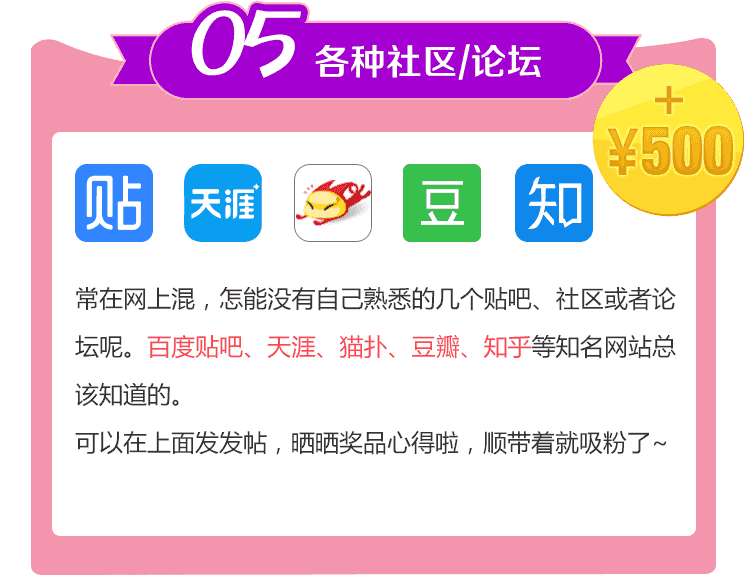 05 各种社区/论坛
+
¥500
贴 天涯 豆 知
常在网上混，怎能没有自己熟悉的几个贴吧、社区或者论
坛呢。百度贴吧、天涯、猫扑、豆瓣、知乎等知名网站总
该知道的。
可以在上面发发帖，晒晒奖品心得啦，顺带着就吸粉了~